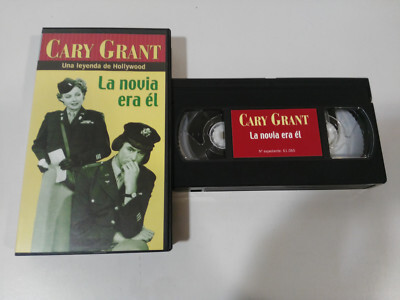 CARY GRANT
Una leyenda de Hollywood
La novia
era él
CARY GRANT
La novia era él